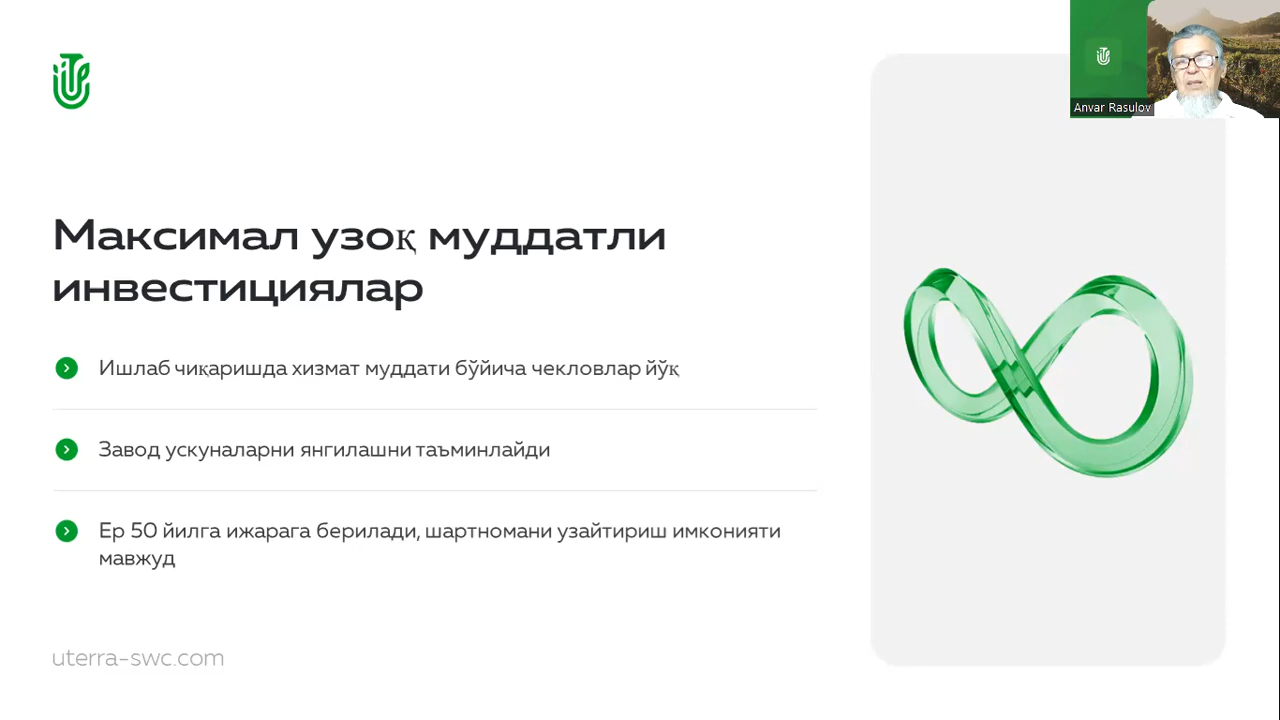 Anvar Rasulov
Максимал узоқ муддатли
инвестициялар
Ишлаб чиқаришда хизмат муддати бўйича чекловлар йўқ
Завод ускуналарни янгилашни таъминлайди
Ер 50 йилга ижарага берилади, шартномани узайтириш имконияти
мавжуд
uterra-swc.com